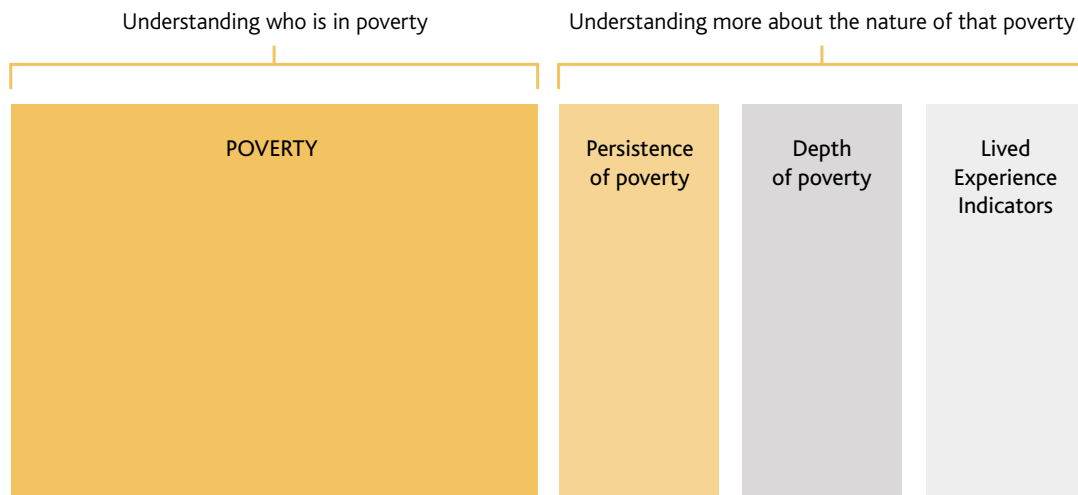 Understanding who is in poverty
Understanding more about the nature of that poverty
POVERTY
Persistence
of poverty
Depth
of poverty
Lived
Experience
Indicators